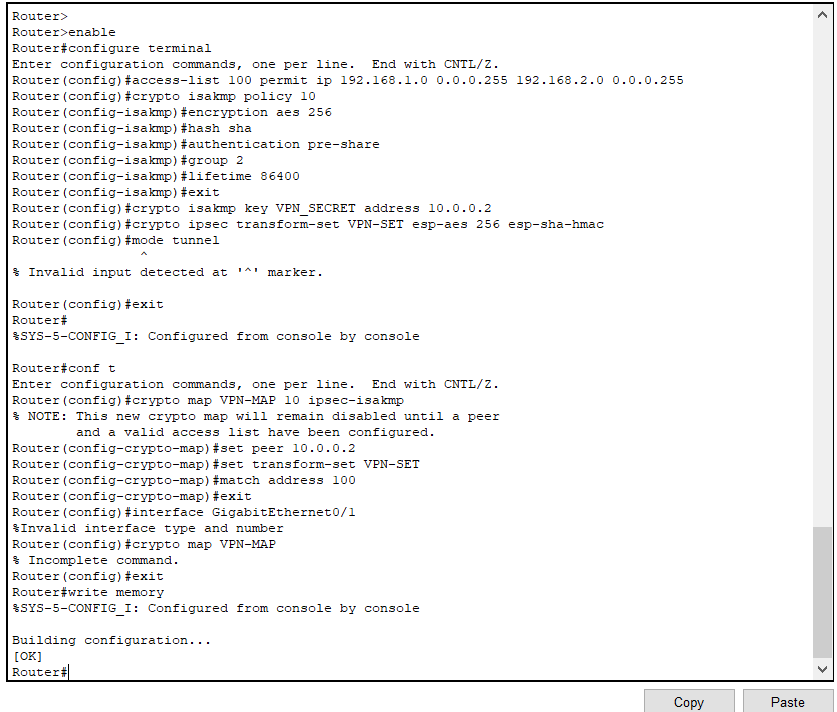 Router>
Router>enable
Router#configure terminal
Enter configuration commands, one per line.  End with CNTL/Z.
Router(config)#access-list 100 permit ip 192.168.1.0 0.0.0.255 192.168.2.0 0.0.0.255
Router(config)#crypto isakmp policy 10
Router(config-isakmp)#encryption aes 256
Router(config-isakmp)#hash sha
Router(config-isakmp)#authentication pre-share
Router(config-isakmp)#group 2
Router(config-isakmp)#lifetime 86400
Router(config-isakmp)#exit
Router(config)#crypto isakmp key VPN_SECRET address 10.0.0.2
Router(config)#crypto ipsec transform-set VPN-SET esp-aes 256 esp-sha-hmac
Router(config)#mode tunnel
                ^
% Invalid input detected at '^' marker.

Router(config)#exit
Router#
%SYS-5-CONFIG_I: Configured from console by console

Router#conf t
Enter configuration commands, one per line.  End with CNTL/Z.
Router(config)#crypto map VPN-MAP 10 ipsec-isakmp
% NOTE: This new crypto map will remain disabled until a peer
        and a valid access list have been configured.
Router(config-crypto-map)#set peer 10.0.0.2
Router(config-crypto-map)#set transform-set VPN-SET
Router(config-crypto-map)#match address 100
Router(config-crypto-map)#exit
Router(config)#interface GigabitEthernet0/1
%Invalid interface type and number
Router(config)#crypto map VPN-MAP
% Incomplete command.
Router(config)#exit
Router#write memory
%SYS-5-CONFIG_I: Configured from console by console

Building configuration...
[OK]
Router#
Copy
Paste